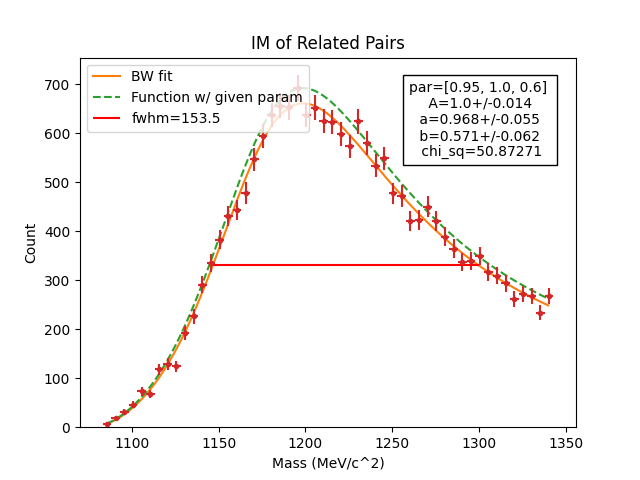 IM of Related Pairs
BW fit
Function w/ given param
fwhm=153.5
par=[0.95, 1.0, 0.6]
A=1.0+/-0.014
a=0.968+/-0.055
b=0.571+/-0.062
chi_sq=50.87271
Count
700
600
500
400
300
200
100
0
1100
1150
1200
1250
1300
1350
Mass (MeV/c^2)